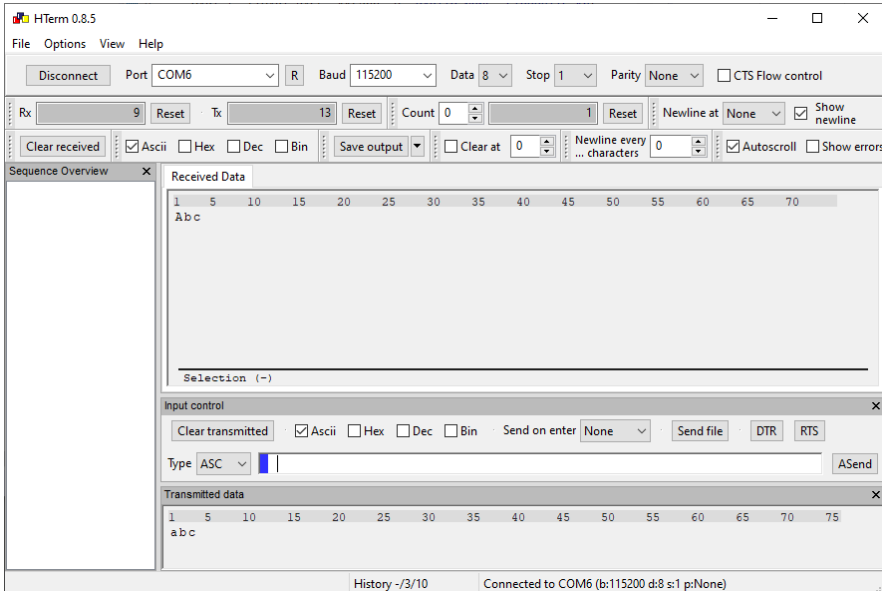 HTerm 0.8.5
File Options View Help
Disconnect Port COM6 R Baud 115200 Data 8 Stop 1 Parity None CTS Flow control
Rx 9 Reset Tx 13 Reset Count 0 1 Reset Newline at None Show newline
Clear received Ascii Hex Dec Bin Save output Clear at 0 Newline every ... characters 0 Autoscroll Show errors
Sequence Overview x Received Data
1 5 10 15 20 25 30 35 40 45 50 55 60 65 70
Abc
Selection (-)
Input control x
Clear transmitted Ascii Hex Dec Bin Send on enter None Send file DTR RTS
Type ASC ASend
Transmitted data x
1 5 10 15 20 25 30 35 40 45 50 55 60 65 70 75
abc
History -/3/10 Connected to COM6 (b:115200 d:8 s:1 p:None)